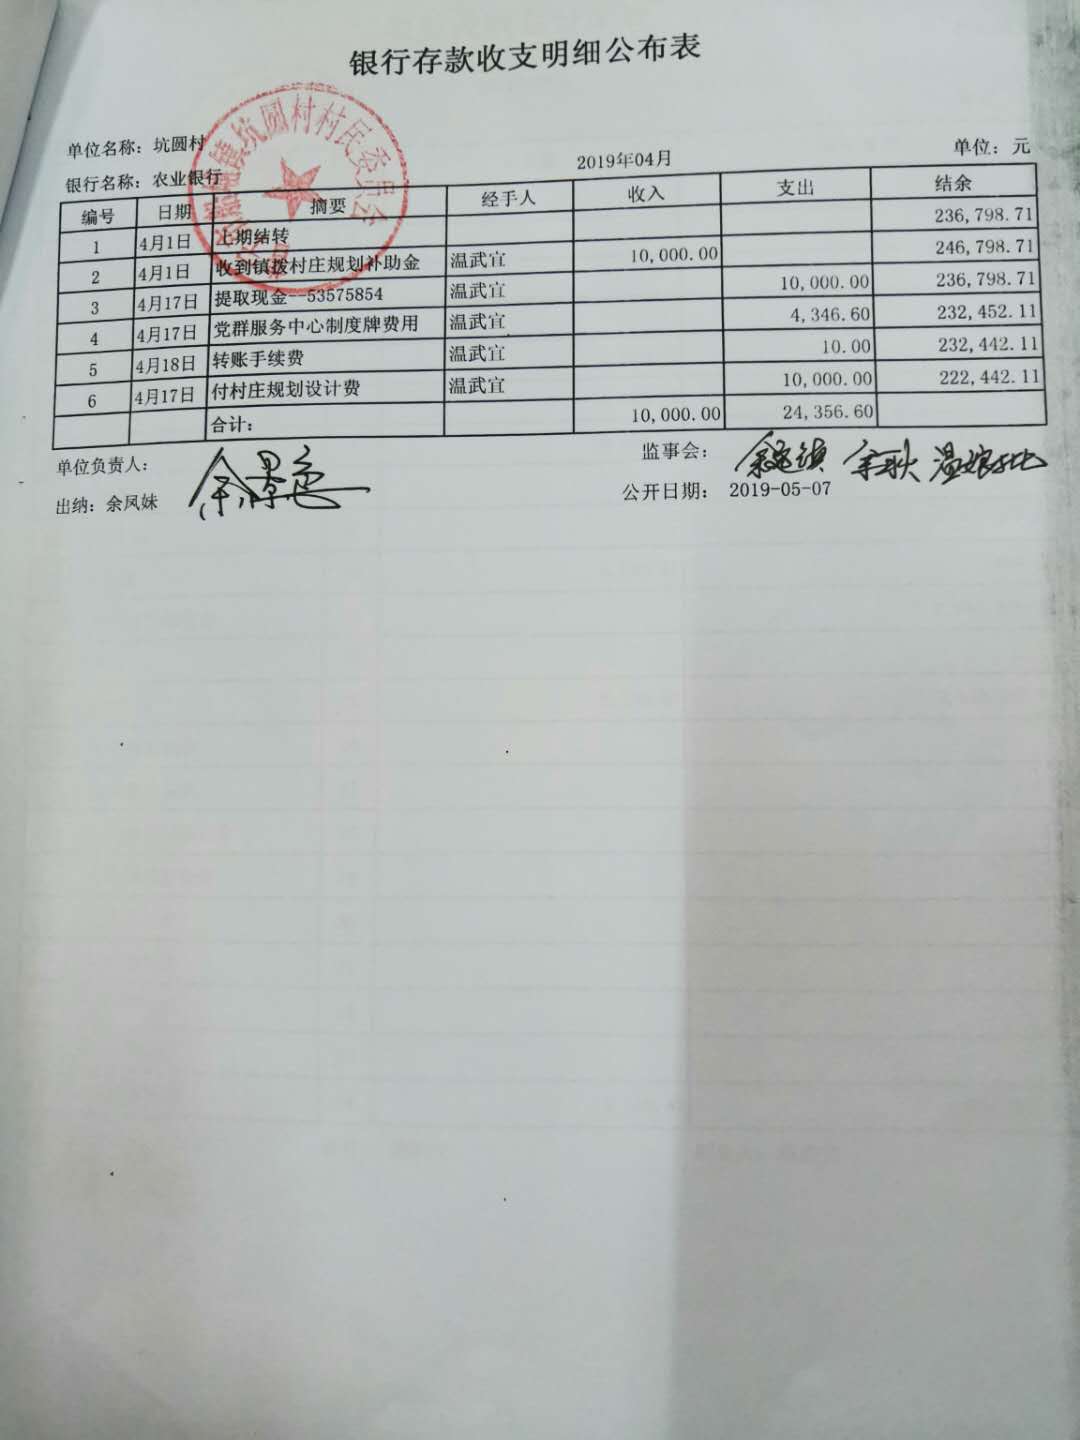 银行存款收支明细公布表
单位名称：坑圆村
2019年04月
单位：元
银行名称：农业银行
编号 日期 摘要 经手人 收入 支出 结余
1 4月1日 上期结转 236,798.71
2 4月1日 收到镇拨村庄规划补助金 温武宜 10,000.00 246,798.71
3 4月17日 提取现金--53575854 温武宜 10,000.00 236,798.71
4 4月17日 党群服务中心制度牌费用 温武宜 4,346.60 232,452.11
5 4月18日 转账手续费 温武宜 10.00 232,442.11
6 4月17日 付村庄规划设计费 温武宜 10,000.00 222,442.11
合计： 10,000.00 24,356.60
单位负责人：
监事会：
出纳：余凤妹
公开日期： 2019-05-07
镇坑圆村村民委员会